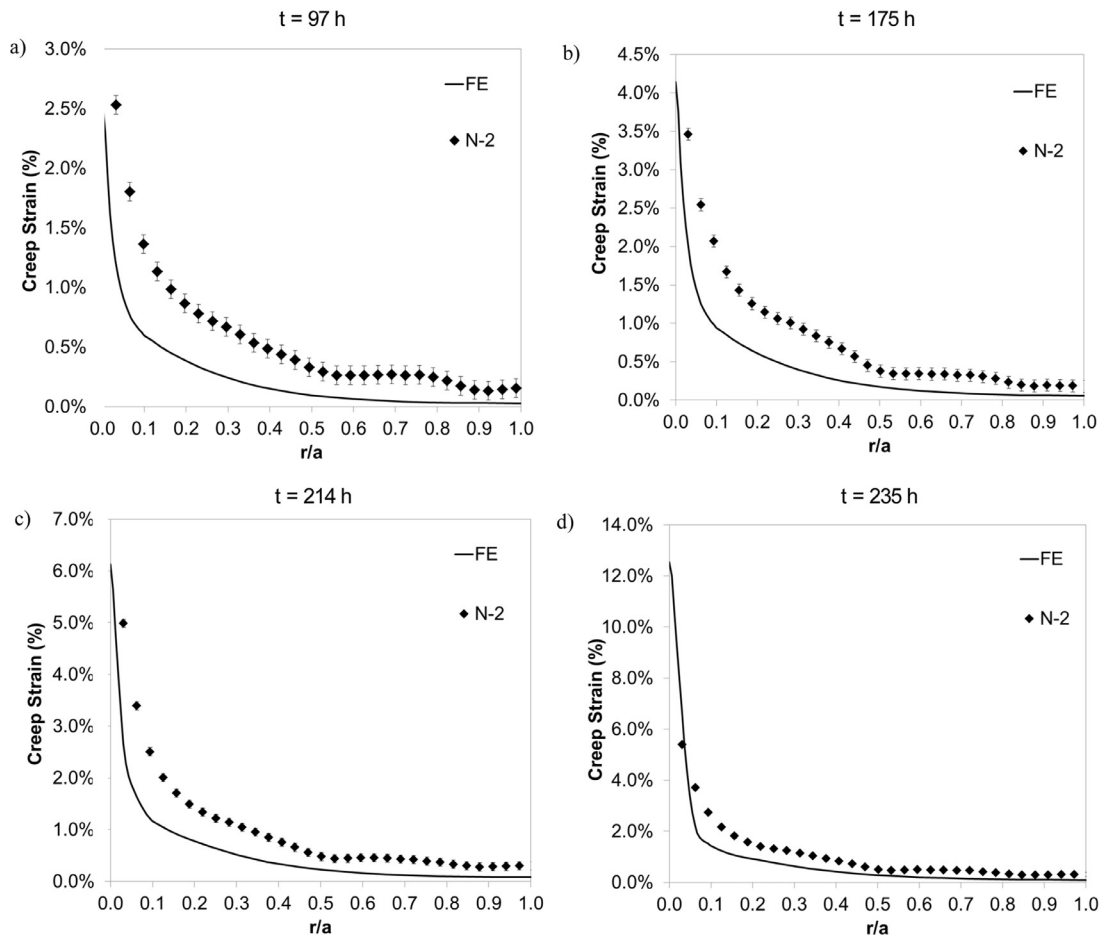 t = 97 h
a)
3.0%
2.5%
2.0%
1.5%
1.0%
0.5%
0.0%
Creep Strain (%)
FE
N-2
0.0 0.1 0.2 0.3 0.4 0.5 0.6 0.7 0.8 0.9 1.0
r/a
t = 175 h
b)
4.5%
4.0%
3.5%
3.0%
2.5%
2.0%
1.5%
1.0%
0.5%
0.0%
Creep Strain (%)
FE
N-2
0.0 0.1 0.2 0.3 0.4 0.5 0.6 0.7 0.8 0.9 1.0
r/a
t = 214 h
c)
7.0%
6.0%
5.0%
4.0%
3.0%
2.0%
1.0%
0.0%
Creep Strain (%)
FE
N-2
0.0 0.1 0.2 0.3 0.4 0.5 0.6 0.7 0.8 0.9 1.0
r/a
t = 235 h
d)
14.0%
12.0%
10.0%
8.0%
6.0%
4.0%
2.0%
0.0%
Creep Strain (%)
FE
N-2
0.0 0.1 0.2 0.3 0.4 0.5 0.6 0.7 0.8 0.9 1.0
r/a